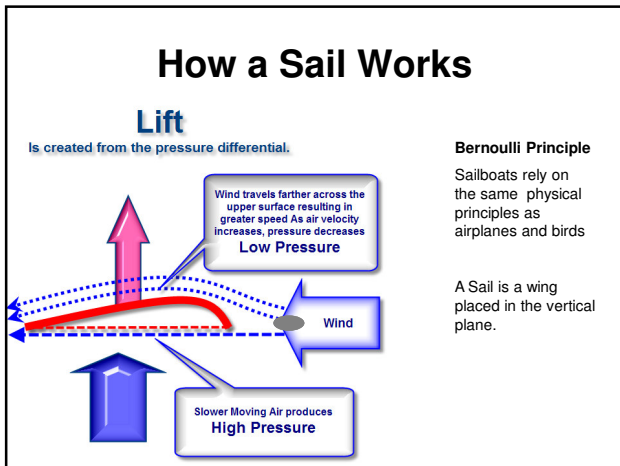 How a Sail Works
Lift
Is created from the pressure differential.
Wind travels farther across the
upper surface resulting in
greater speed As air velocity
increases, pressure decreases
Low Pressure
Wind
Slower Moving Air produces
High Pressure
Bernoulli Principle
Sailboats rely on
the same physical
principles as
airplanes and birds
A Sail is a wing
placed in the vertical
plane.